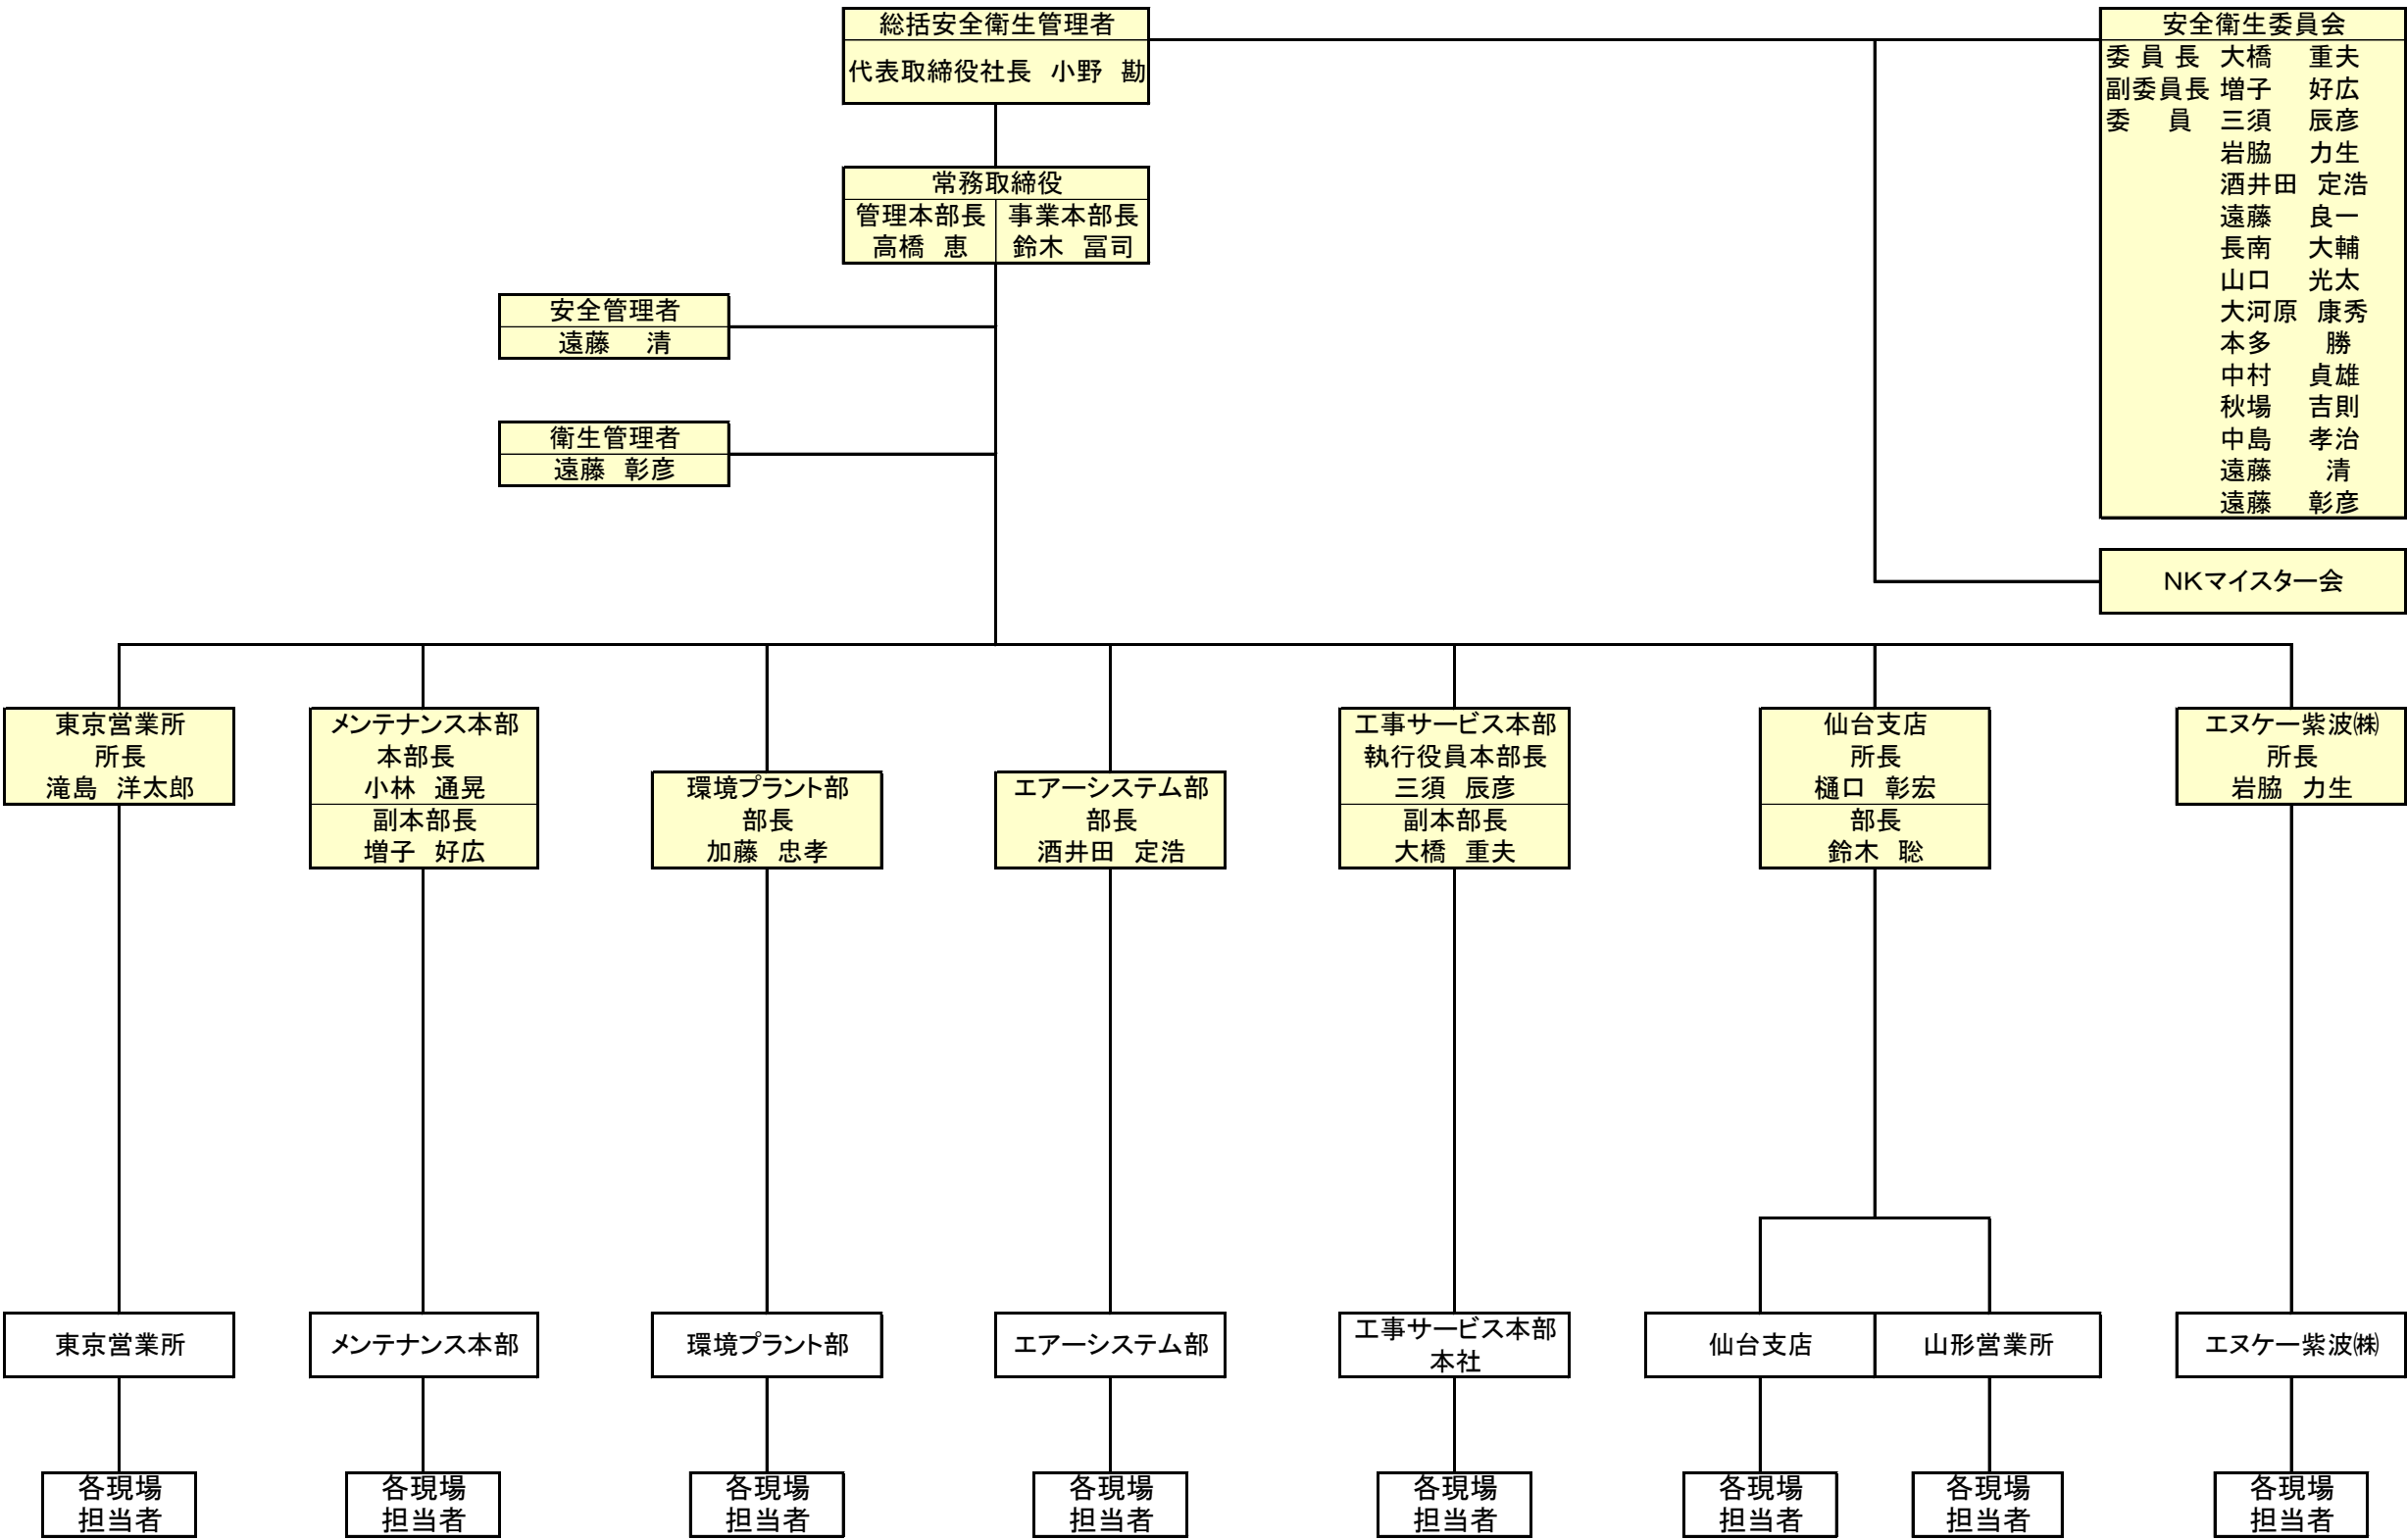 総括安全衛生管理者
代表取締役社長 小野 勘
安全衛生委員会
委 員 長 大橋 重夫
副委員長 増子 好広
委 員 三須 辰彦
岩脇 力生
酒井田 定浩
遠藤 良一
長南 大輔
山口 光太
大河原 康秀
本多 勝
中村 貞雄
秋場 吉則
中島 孝治
遠藤 清
遠藤 彰彦
NKマイスター会
常務取締役
管理本部長 事業本部長
高橋 恵 鈴木 冨司
安全管理者
遠藤 清
衛生管理者
遠藤 彰彦
東京営業所
所長
滝島 洋太郎
メンテナンス本部
本部長
小林 通晃
副本部長
増子 好広
環境プラント部
部長
加藤 忠孝
エアーシステム部
部長
酒井田 定浩
工事サービス本部
執行役員本部長
三須 辰彦
副本部長
大橋 重夫
仙台支店
所長
樋口 彰宏
部長
鈴木 聡
エヌケー紫波㈱
所長
岩脇 力生
東京営業所
メンテナンス本部
環境プラント部
エアーシステム部
工事サービス本部
本社
仙台支店
山形営業所
エヌケー紫波㈱
各現場
担当者
各現場
担当者
各現場
担当者
各現場
担当者
各現場
担当者
各現場
担当者
各現場
担当者
各現場
担当者